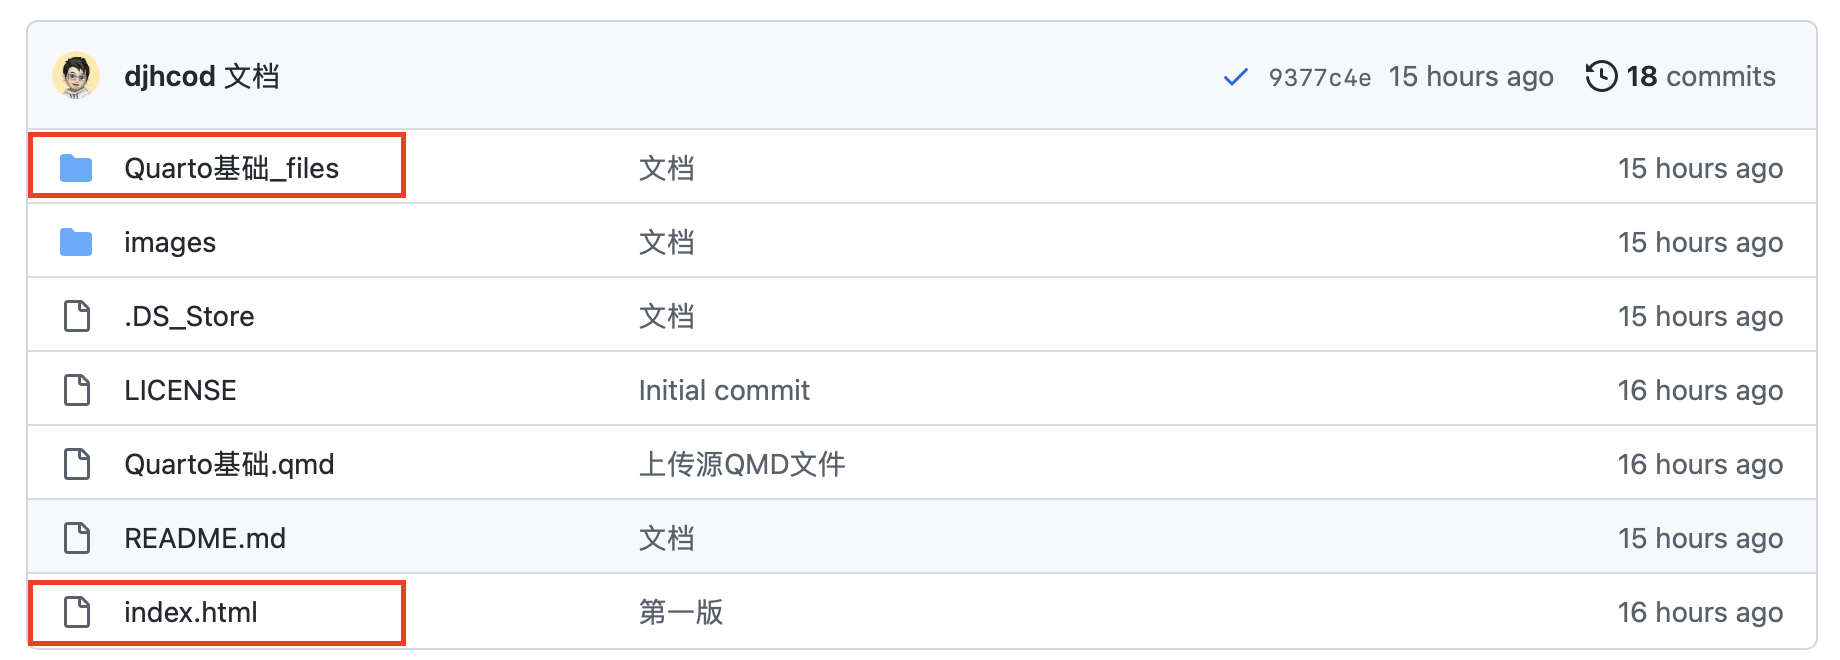 djhcod 文档 9377c4e 15 hours ago 18 commits
Quarto基础_files 文档 15 hours ago
images 文档 15 hours ago
.DS_Store 文档 15 hours ago
LICENSE Initial commit 16 hours ago
Quarto基础.qmd 上传源QMD文件 16 hours ago
README.md 文档 15 hours ago
index.html 第一版 16 hours ago